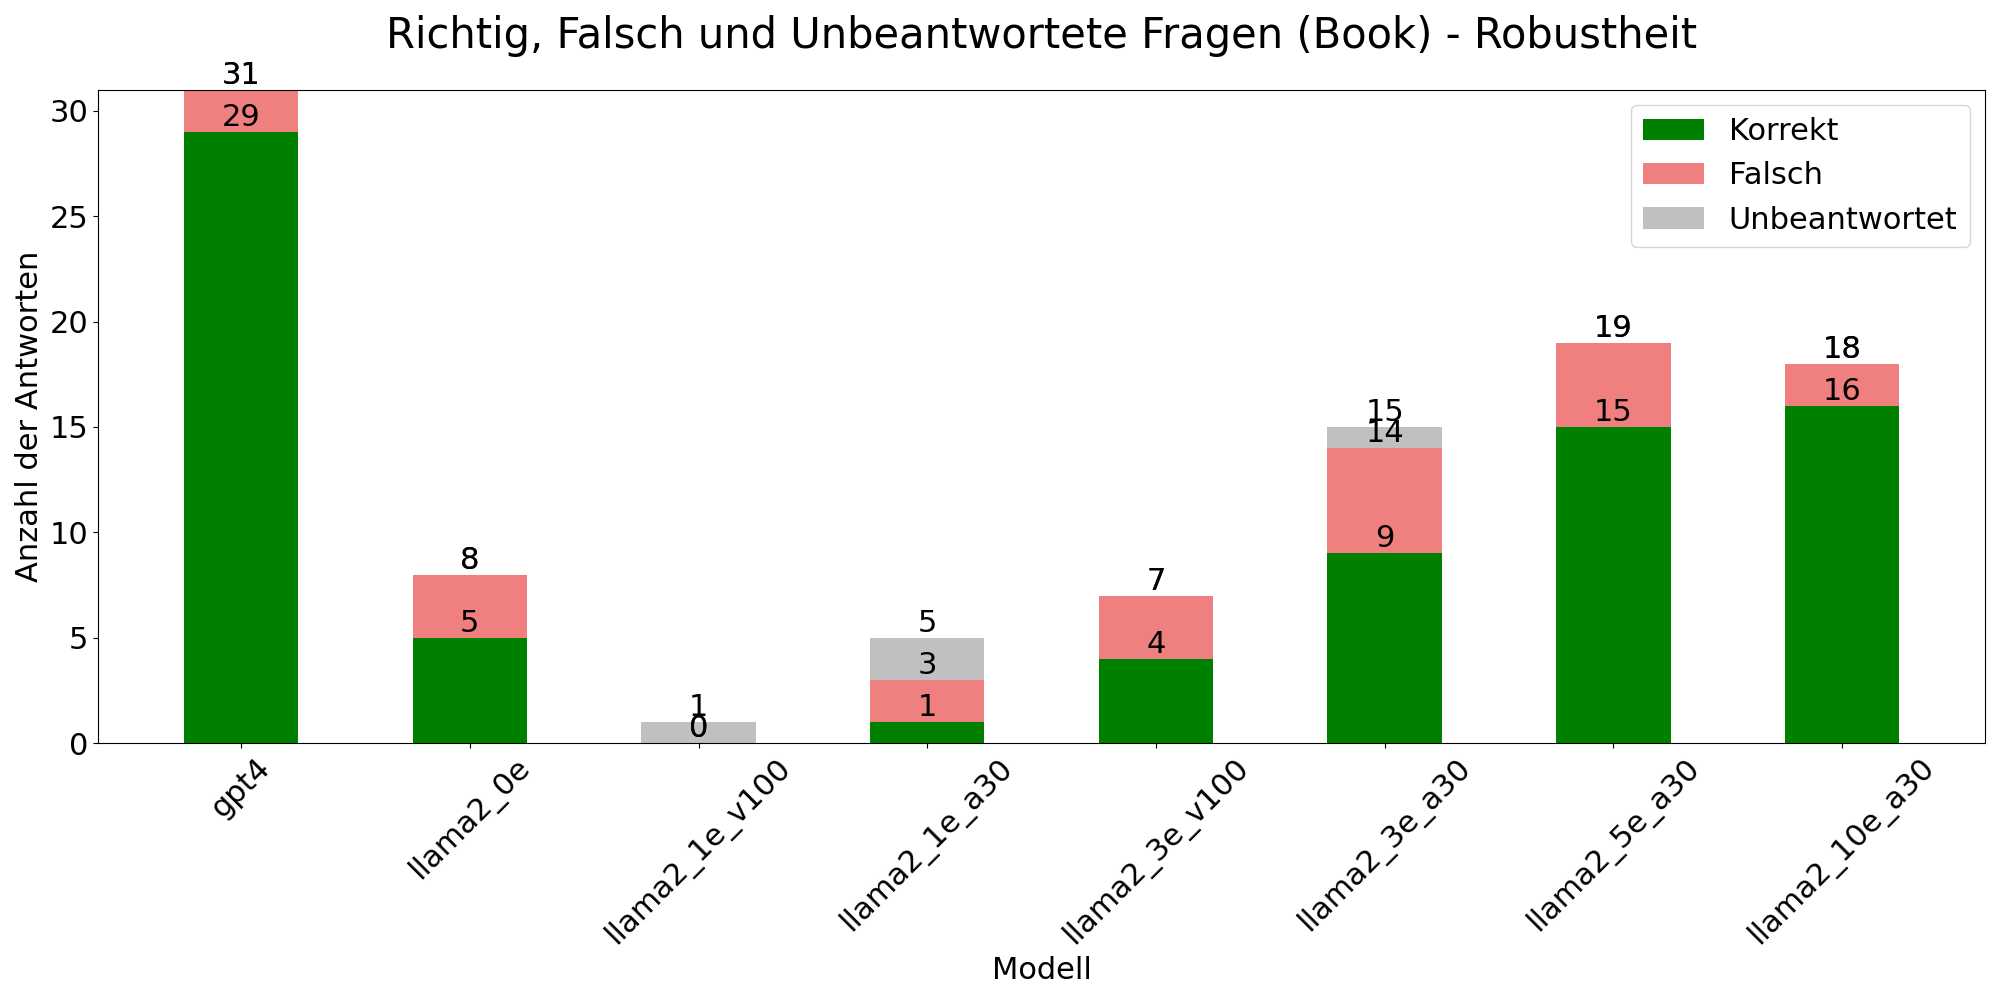 Richtig, Falsch und Unbeantwortete Fragen (Book) - Robustheit
Anzahl der Antworten
30
25
20
15
10
5
0
31
29
8
5
1
0
5
3
1
7
4
15
14
9
19
15
18
16
Korrekt
Falsch
Unbeantwortet
gpt4
llama2_0e
llama2_1e_v100
llama2_1e_a30
llama2_3e_v100
llama2_3e_a30
llama2_5e_a30
llama2_10e_a30
Modell